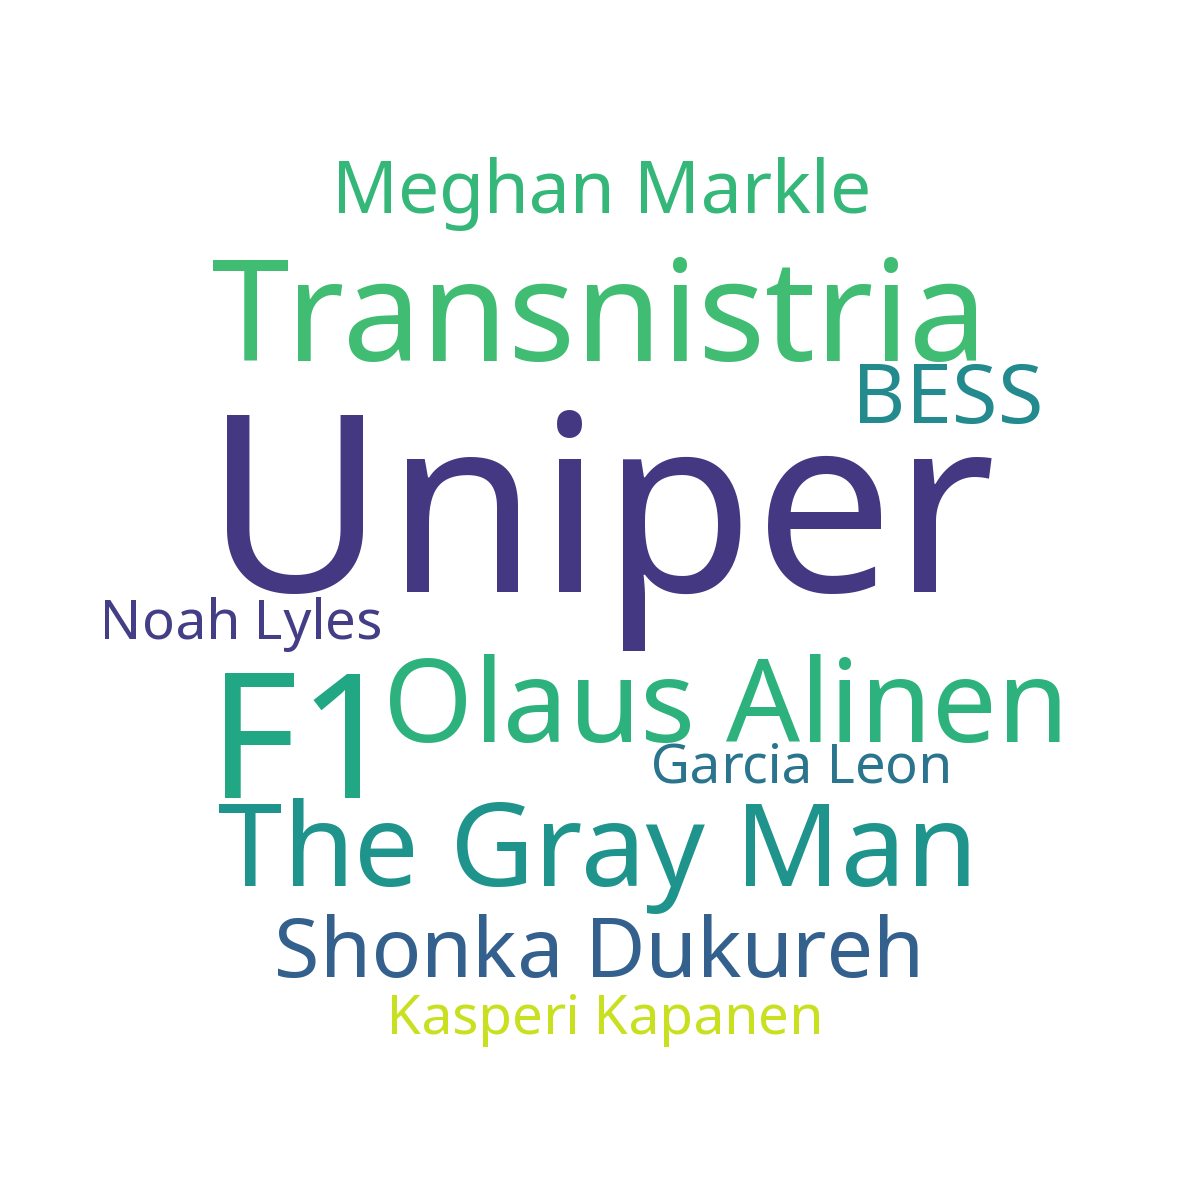 Meghan Markle
Transnistria
BESS
Uniper
Noah Lyles
F1
Olaus Alinen
Garcia Leon
The Gray Man
Shonka Dukureh
Kasperi Kapanen